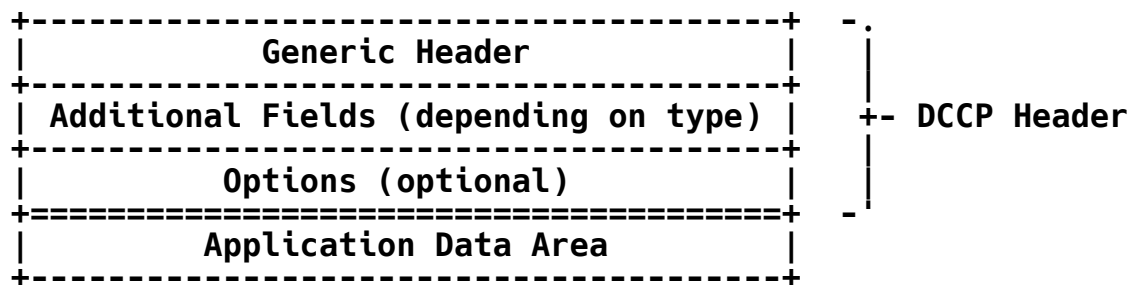 +---------------------------------------+  -.
|            Generic Header             |   |
+---------------------------------------+   |
| Additional Fields (depending on type) |   +- DCCP Header
+---------------------------------------+   |
|          Options (optional)           |   |
+=======================================+  -'
|         Application Data Area         |
+---------------------------------------+